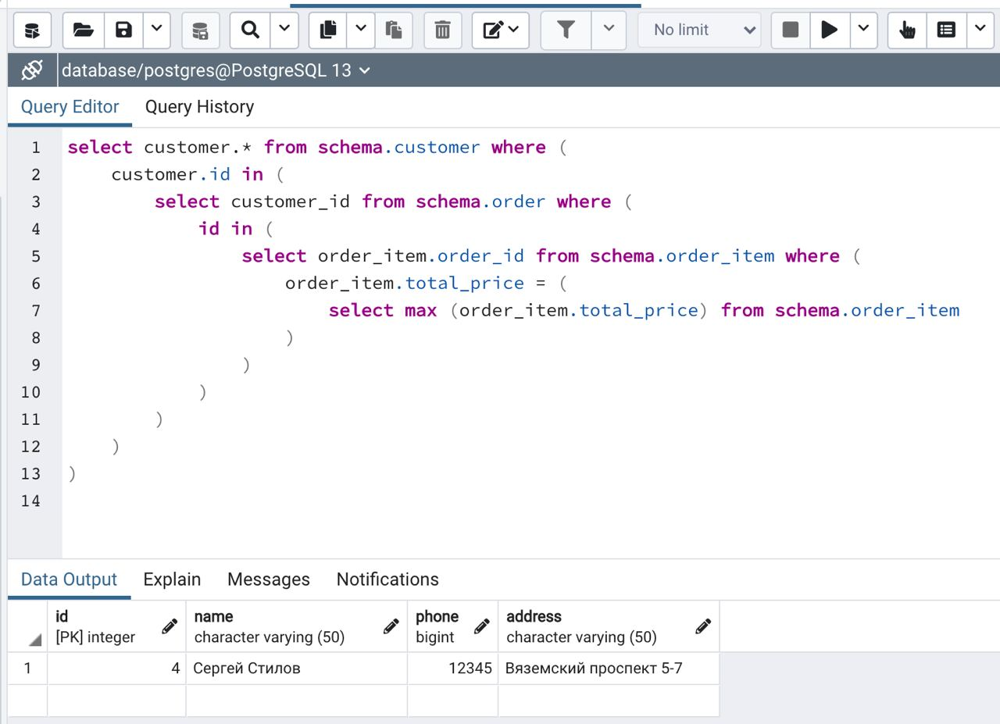 No limit
database/postgres@PostgreSQL 13
Query Editor Query History
1 select customer.* from schema.customer where (
2 customer.id in (
3 select customer_id from schema.order where (
4 id in (
5 select order_item.order_id from schema.order_item where (
6 order_item.total_price = (
7 select max (order_item.total_price) from schema.order_item
8 )
9 )
10 )
11 )
12 )
13 )
14
Data Output Explain Messages Notifications
id name phone address
[PK] integer character varying (50) bigint character varying (50)
1 4 Сергей Стилов 12345 Вяземский проспект 5-7